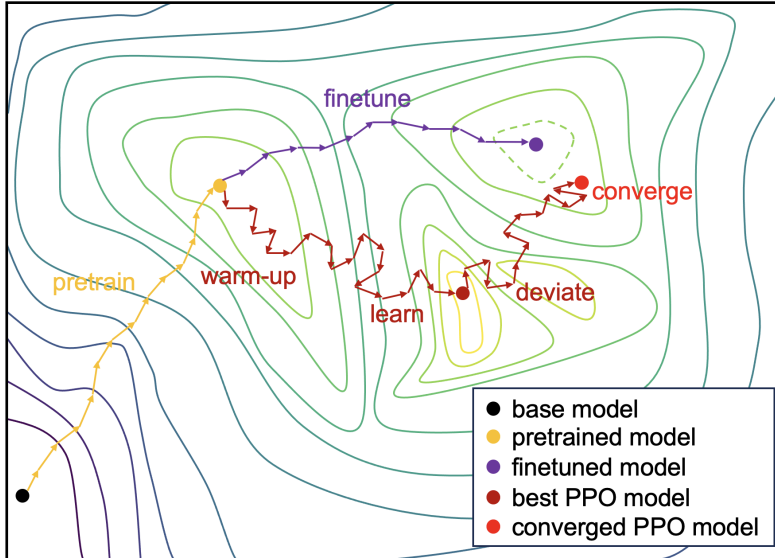 finetune
converge
pretrain
warm-up
learn
deviate
base model
pretrained model
finetuned model
best PPO model
converged PPO model